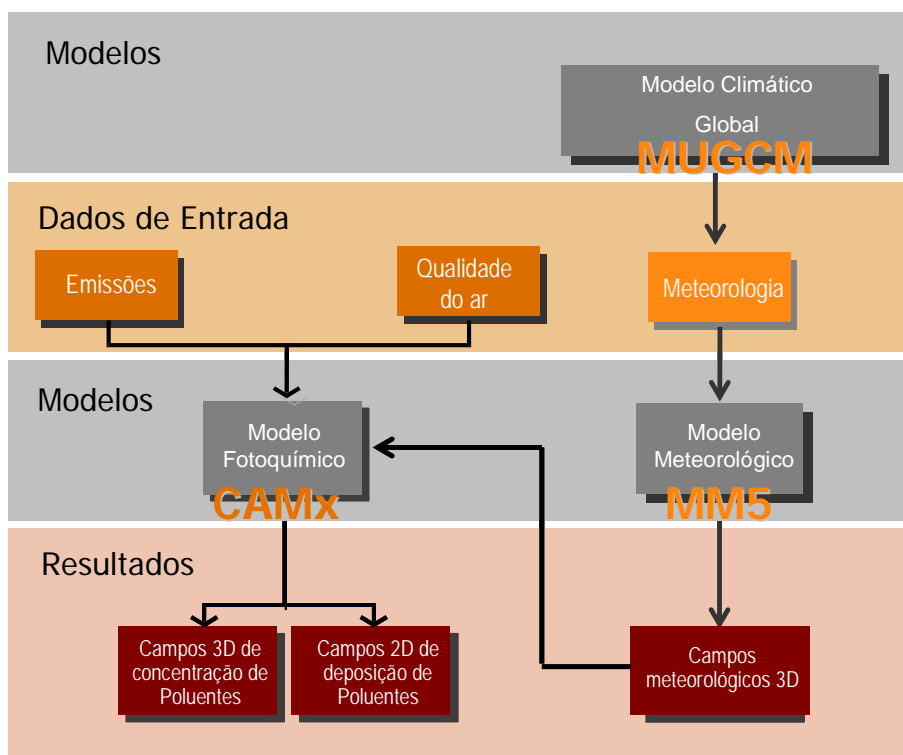 Modelos
Modelo Climático
Global
MUGCM
Dados de Entrada
Emissões
Qualidade
do ar
Meteorologia
Modelos
Modelo
Fotoquímico
CAMx
Modelo
Meteorológico
MM5
Resultados
Campos 3D de
concentração de
Poluentes
Campos 2D de
deposição de
Poluentes
Campos
meteorológicos 3D